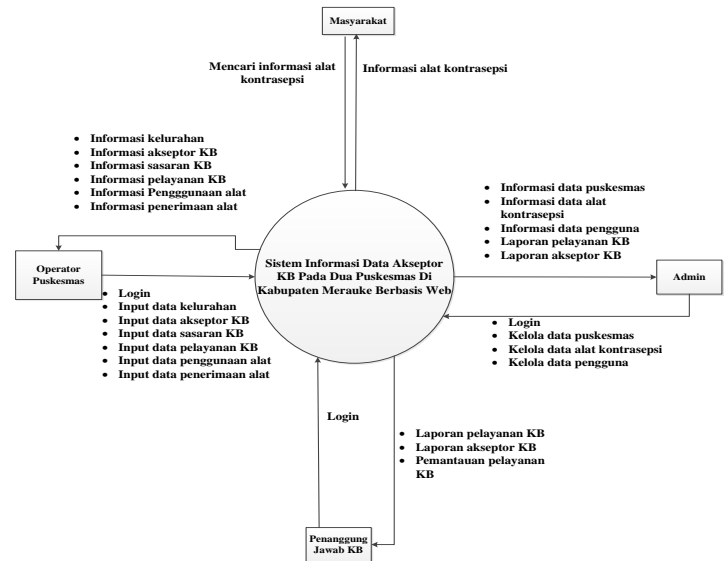 Masyarakat
Mencari informasi alat
kontrasepsi
Informasi alat kontrasepsi
• Informasi kelurahan
• Informasi akseptor KB
• Informasi sasaran KB
• Informasi pelayanan KB
• Informasi Pengggunaan alat
• Informasi penerimaan alat
• Informasi data puskesmas
• Informasi data alat
kontrasepsi
• Informasi data pengguna
• Laporan pelayanan KB
• Laporan akseptor KB
Operator
Puskesmas
Sistem Informasi Data Akseptor
KB Pada Dua Puskesmas Di
Kabupaten Merauke Berbasis Web
Admin
• Login
• Input data kelurahan
• Input data akseptor KB
• Input data sasaran KB
• Input data pelayanan KB
• Input data penggunaan alat
• Input data penerimaan alat
• Login
• Kelola data puskesmas
• Kelola data alat kontrasepsi
• Kelola data pengguna
Login
• Laporan pelayanan KB
• Laporan akseptor KB
• Pemantauan pelayanan
KB
Penanggung
Jawab KB